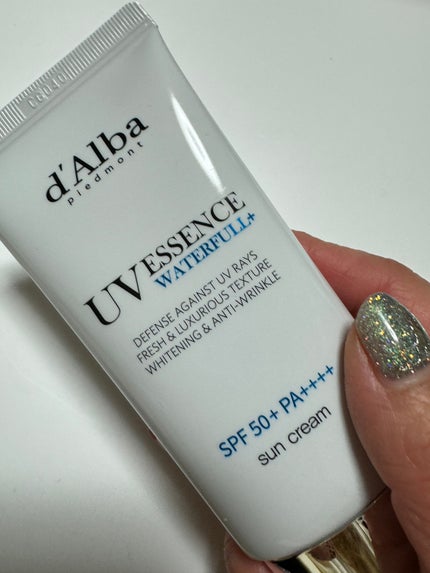 d'Alba
piedmont
UV ESSENCE
WATERFULL+
DEFENSE AGAINST UV RAYS
FRESH & LUXURIOUS TEXTURE
WHITENING & ANTI-WRINKLE
SPF 50+ PA++++
sun cream